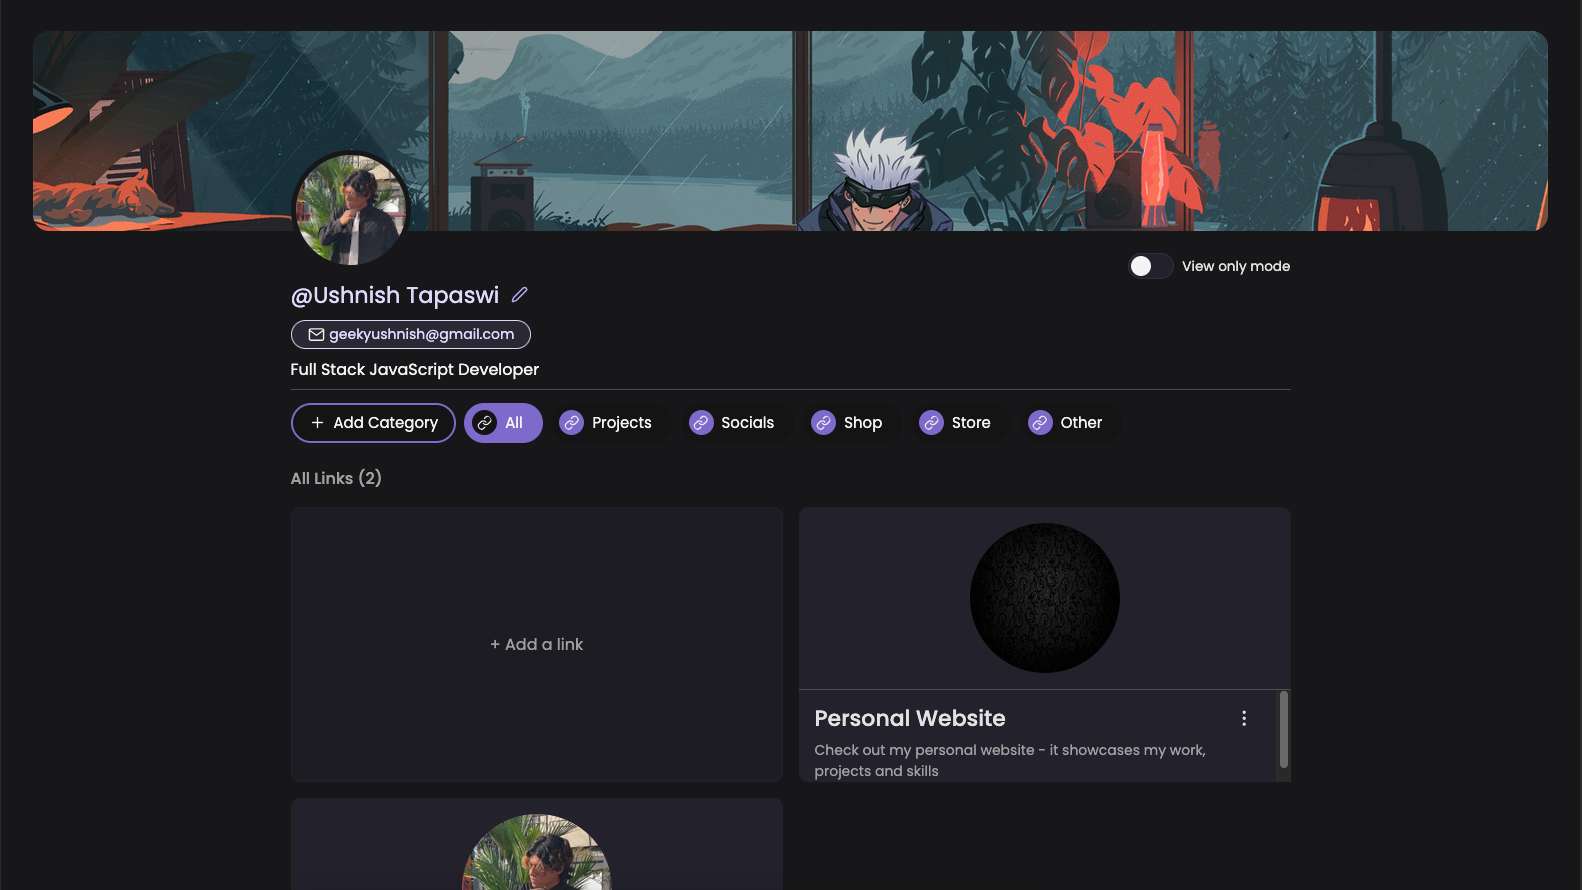 View only mode
@Ushnish Tapaswi
geekyushnish@gmail.com
Full Stack JavaScript Developer
+ Add Category All Projects Socials Shop Store Other
All Links (2)
+ Add a link
Personal Website
Check out my personal website - it showcases my work,
projects and skills